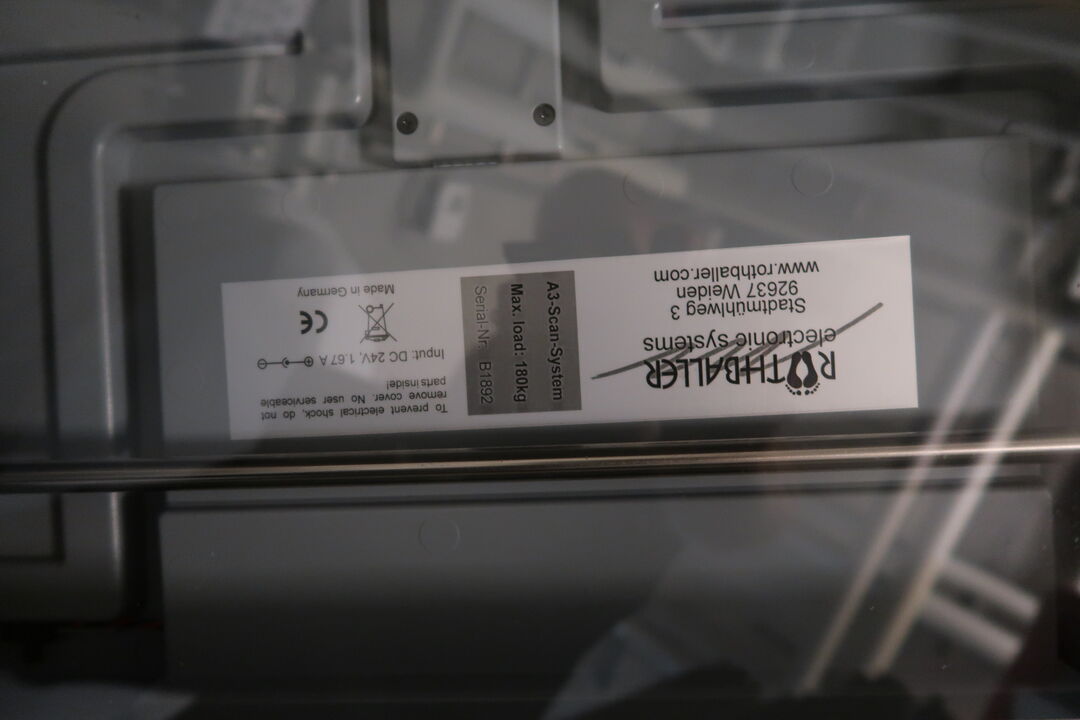 ROTHBALLER
electronic systems
Stadtmühlweg 3
92637 Weiden
www.rothballer.com
A3-Scan-System
Max. load: 180kg
Serial-Nr. B1892
To prevent electrical shock, do not
remove cover. No user serviceable
parts inside!
Input: DC 24V, 1.67 A
CE
Made in Germany